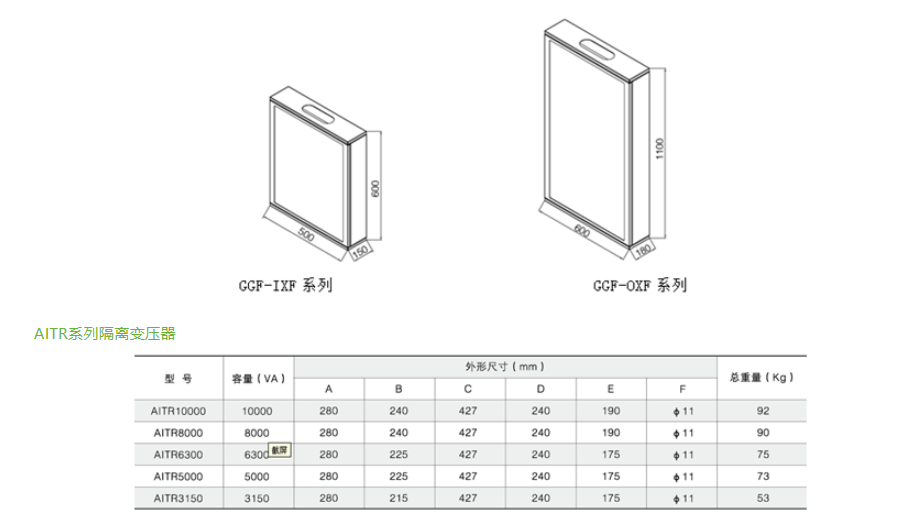 1100
600
500
150
600
180
GGF-IXF 系列
GGF-OXF 系列
AITR系列隔离变压器
型 号 容量(VA) 外形尺寸(mm) 总重量(Kg)
A B C D E F
AITR10000 10000 280 240 427 240 190 ϕ11 92
AITR8000 8000 280 240 427 240 190 ϕ11 90
AITR6300 6300 280 225 427 240 175 ϕ11 75
截屏
AITR5000 5000 280 225 427 240 175 ϕ11 73
AITR3150 3150 280 215 427 240 175 ϕ11 53